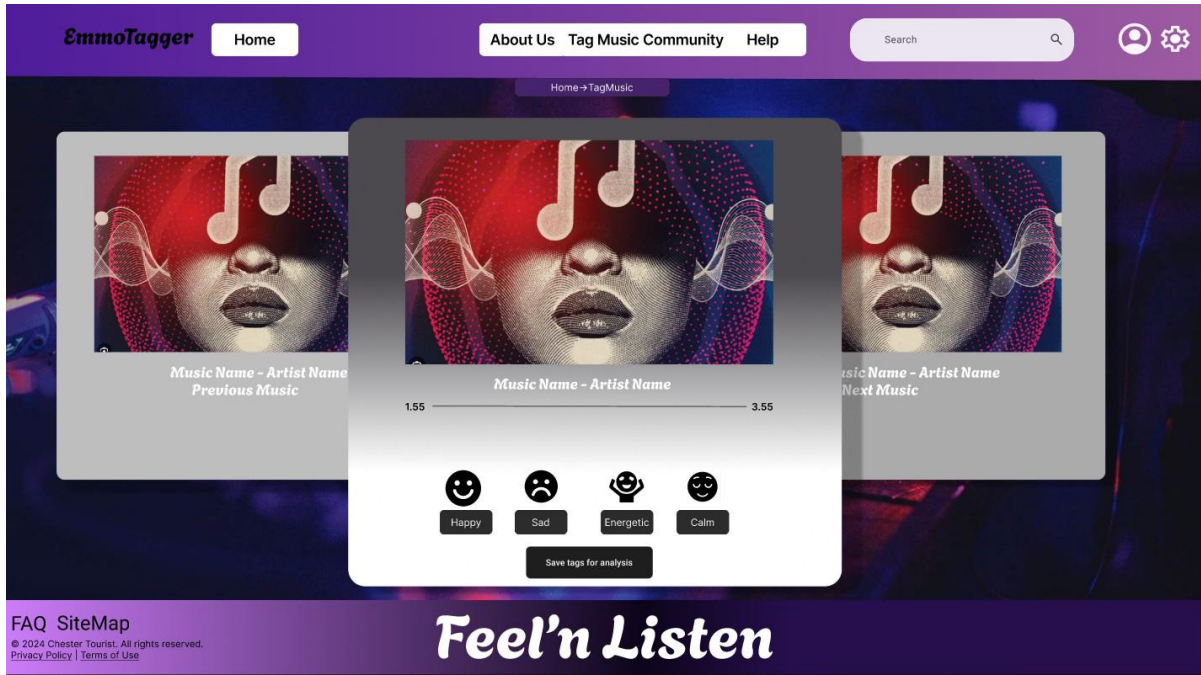 EmmoTagger Home About Us Tag Music Community Help Search
Home→TagMusic
Music Name - Artist Name
Previous Music
Music Name - Artist Name
1.55 3.55
usic Name - Artist Name
Next Music
Happy Sad Energetic Calm
Save tags for analysis
FAQ SiteMap
© 2024 Chester Tourist. All rights reserved.
Privacy Policy | Terms of Use
Feel'n Listen